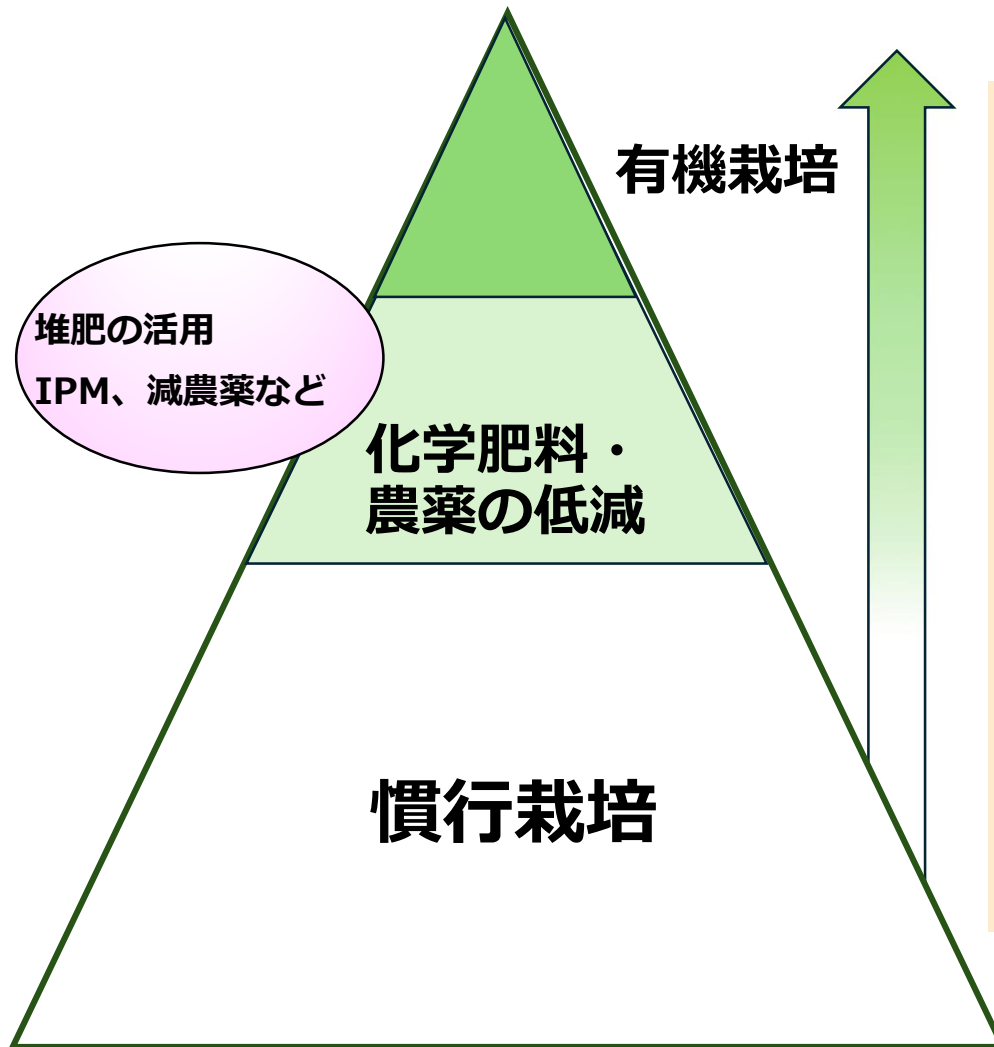 有機栽培
堆肥の活用
IPM、減農薬など
化学肥料・
農薬の低減
慣行栽培